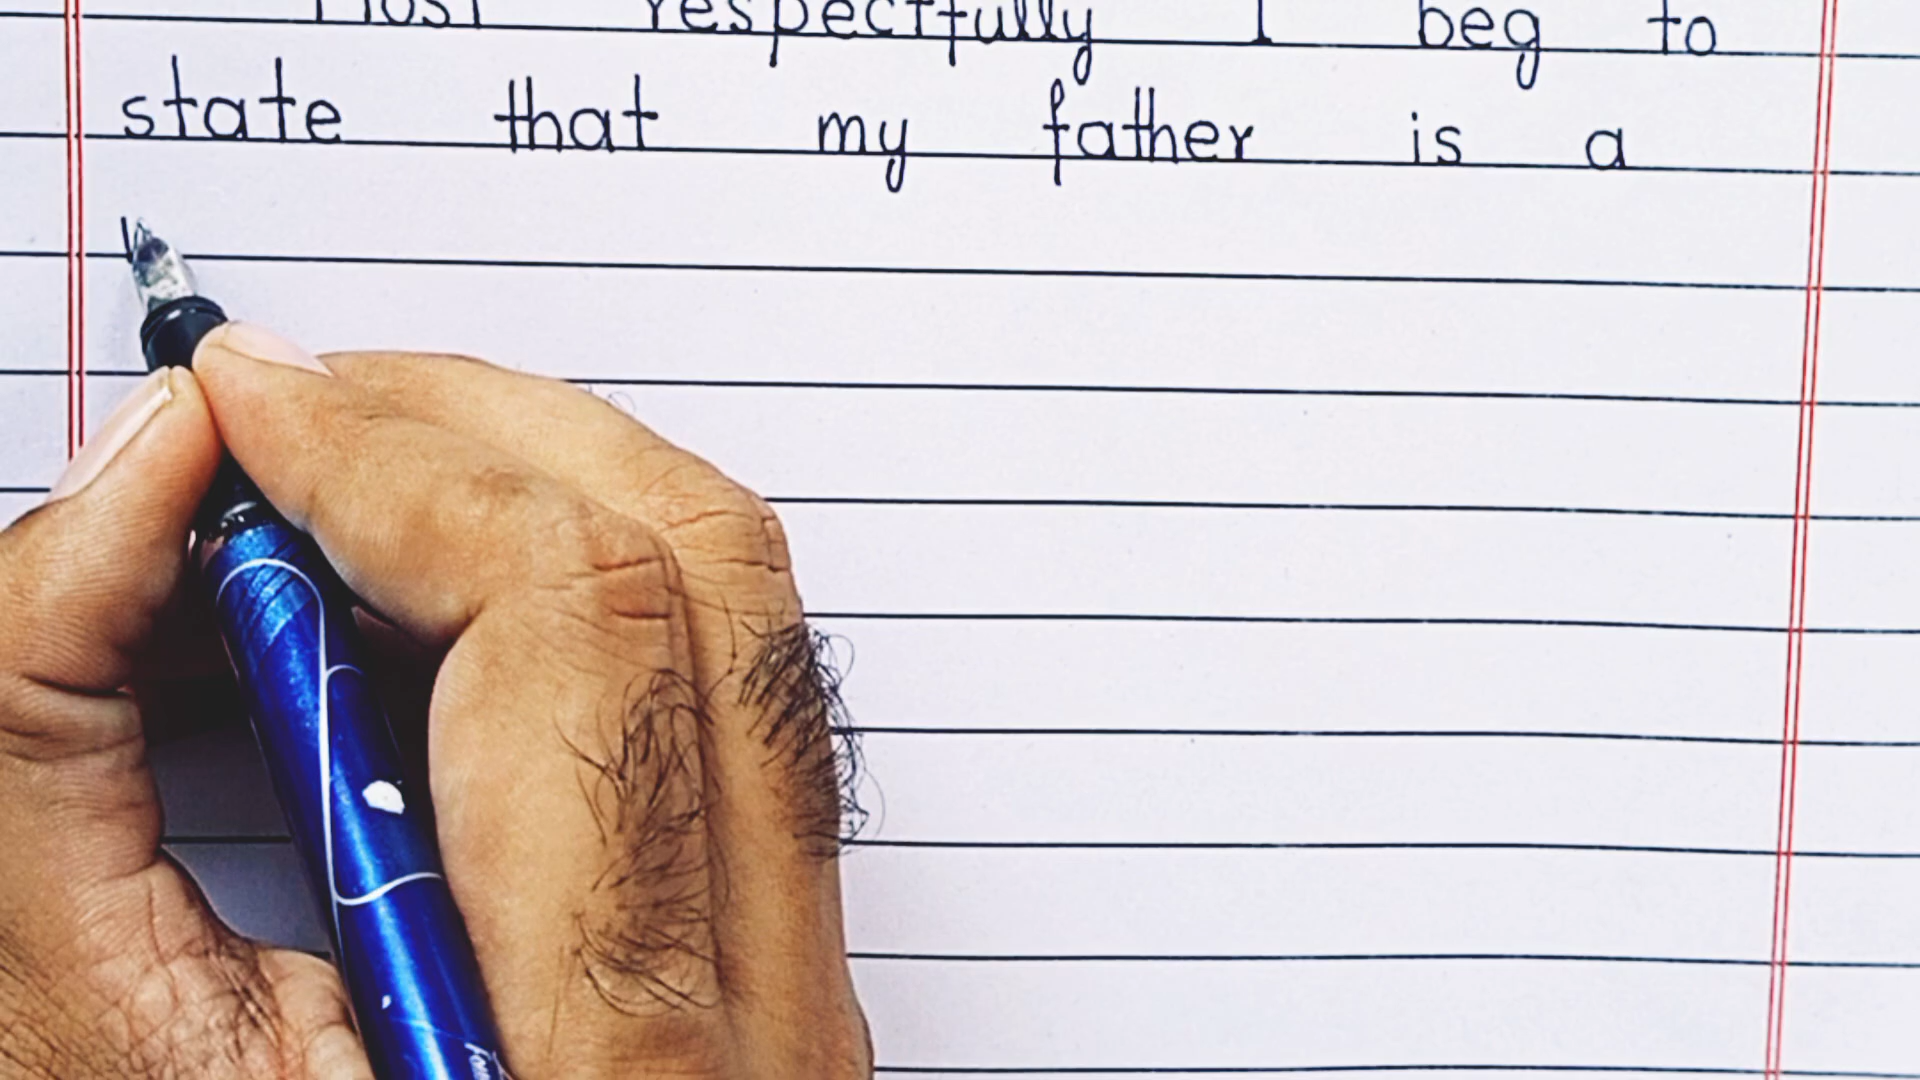 Most respectfully I beg to
state that my father is a